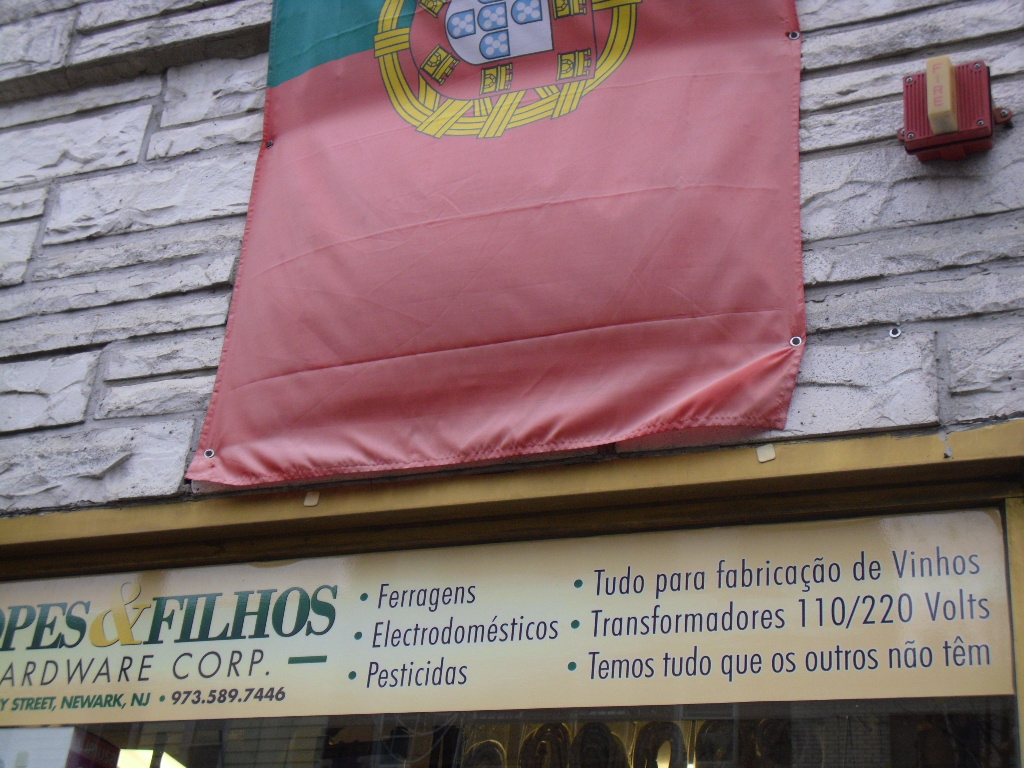 FIRE
OPES & FILHOS
ARDWARE CORP.
Y STREET, NEWARK, NJ • 973.589.7446
• Ferragens
• Electrodomésticos
• Pesticidas
• Tudo para fabricação de Vinhos
• Transformadores 110/220 Volts
• Temos tudo que os outros não têm